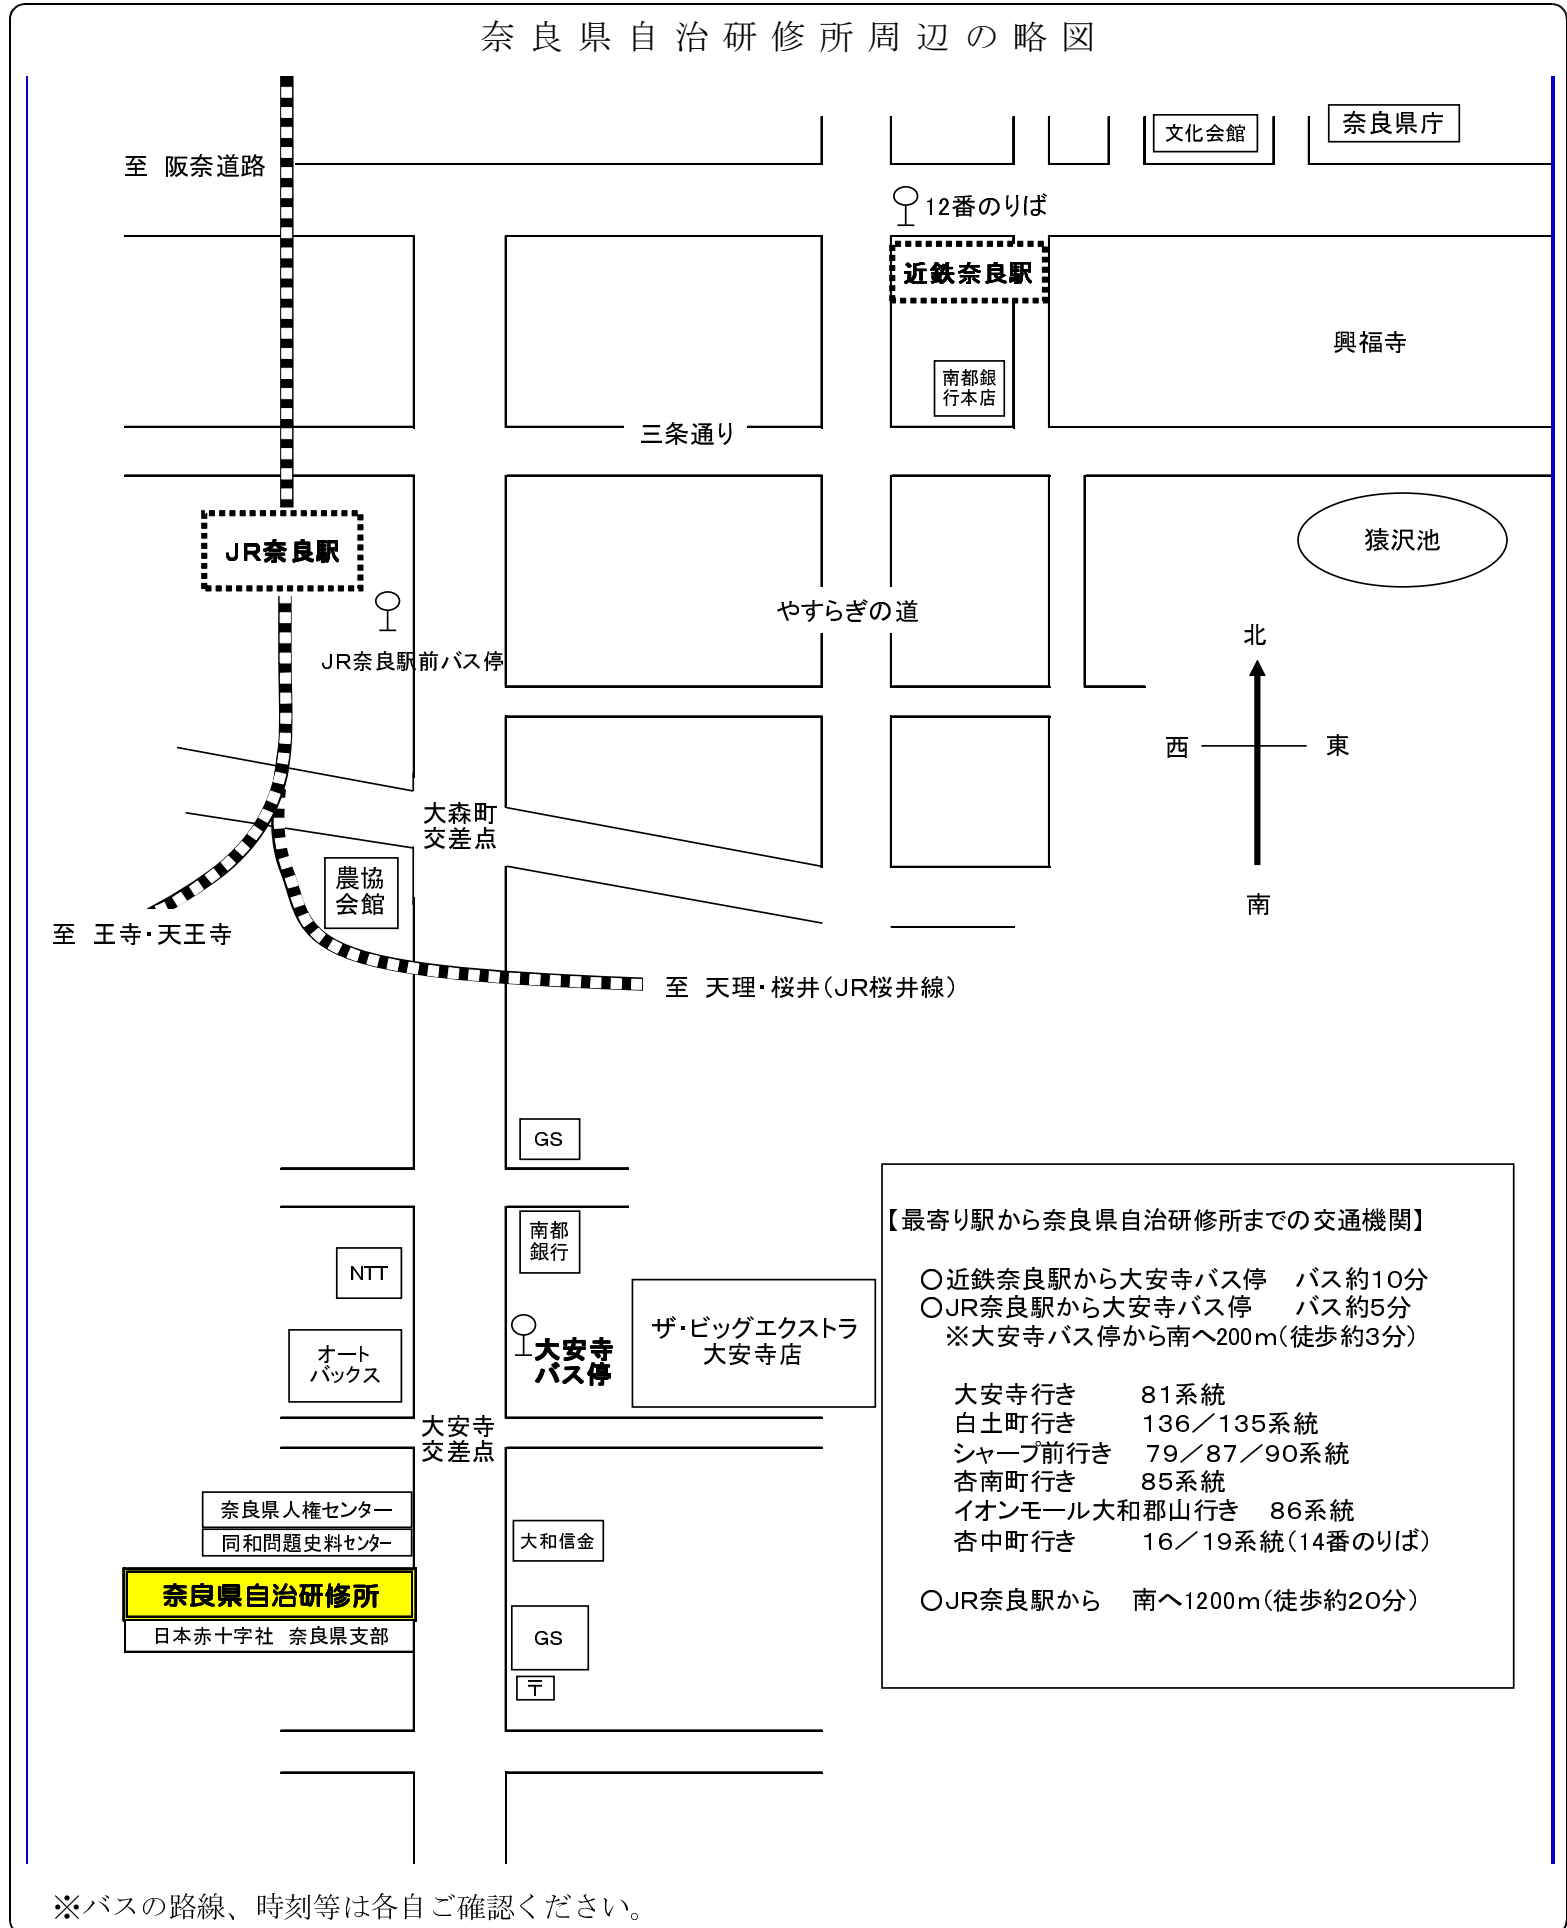 奈良県自治研修所周辺の略図
文化会館
奈良県庁
至 阪奈道路
12番のりば
近鉄奈良駅
興福寺
南都銀
行本店
三条通り
JR奈良駅
猿沢池
やすらぎの道
北
JR奈良駅前バス停
西
東
大森町
交差点
農協
会館
南
至 王寺・天王寺
至 天理・桜井(JR桜井線)
GS
南都
銀行
NTT
オート
バックス
大安寺
バス停
ザ・ビッグエクストラ
大安寺店
大安寺
交差点
奈良県人権センター
同和問題史料センター
大和信金
奈良県自治研修所
日本赤十字社 奈良県支部
GS
〒
【最寄り駅から奈良県自治研修所までの交通機関】
○近鉄奈良駅から大安寺バス停 バス約10分
○JR奈良駅から大安寺バス停 バス約5分
※大安寺バス停から南へ200m(徒歩約3分)
大安寺行き 81系統
白土町行き 136/135系統
シャープ前行き 79/87/90系統
杏南町行き 85系統
イオンモール大和郡山行き 86系統
杏中町行き 16/19系統(14番のりば)
○JR奈良駅から 南へ1200m(徒歩約20分)
※バスの路線、時刻等は各自ご確認ください。